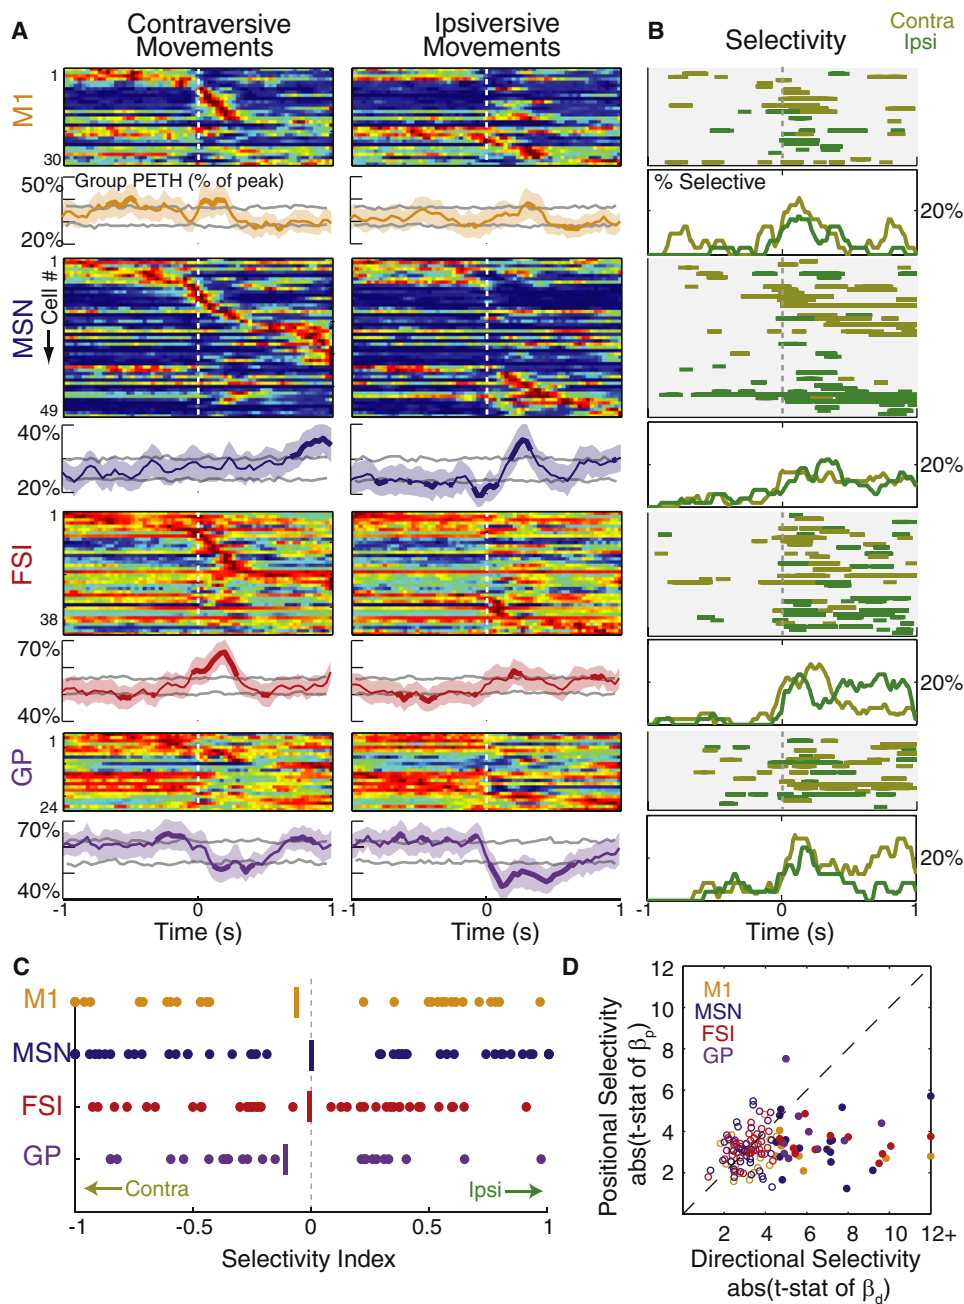 A
Contraversive
Movements
Ipsiversive
Movements
B
Selectivity
Contra
Ipsi
M1
1
30
50%
20%
Group PETH (% of peak)
% Selective
20%
MSN
Cell #
1
49
40%
20%
20%
FSI
1
38
70%
40%
20%
GP
1
24
70%
40%
20%
-1 0 1
-1 0 1
-1 0 1
Time (s)
Time (s)
Time (s)
C
M1
MSN
FSI
GP
Contra
Ipsi
-1 -0.5 0 0.5 1
Selectivity Index
D
M1
MSN
FSI
GP
12
10
8
6
4
2
2 4 6 8 10 12+
Positional Selectivity
abs(t-stat of βp)
Directional Selectivity
abs(t-stat of βd)